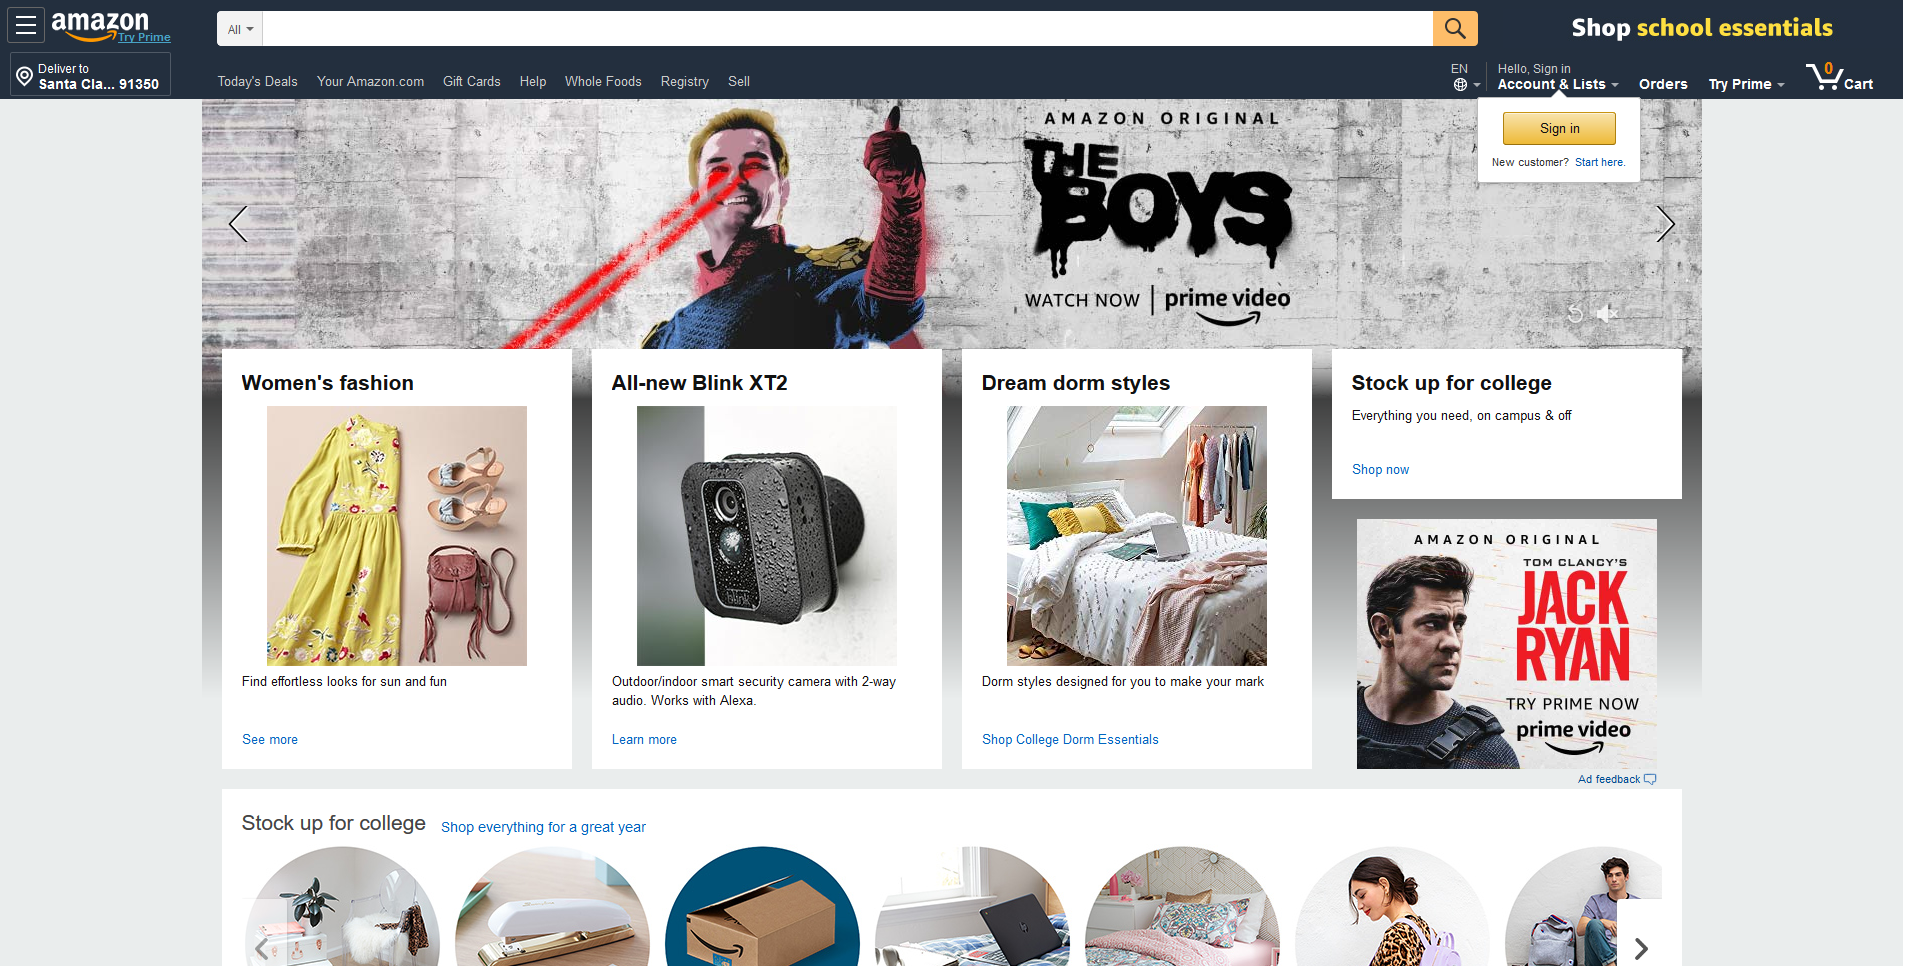 amazon
Try Prime
All
Shop school essentials
Deliver to
Santa Cla... 91350
Today's Deals
Your Amazon.com
Gift Cards
Help
Whole Foods
Registry
Sell
EN
Hello, Sign in
Account & Lists
Orders
Try Prime
0
Cart
Sign in
New customer? Start here.
AMAZON ORIGINAL
THE
BOYS
WATCH NOW | prime video
Women's fashion
Find effortless looks for sun and fun
See more
All-new Blink XT2
blink
Outdoor/indoor smart security camera with 2-way
audio. Works with Alexa.
Learn more
Dream dorm styles
Dorm styles designed for you to make your mark
Shop College Dorm Essentials
Stock up for college
Everything you need, on campus & off
Shop now
AMAZON ORIGINAL
TOM CLANCY'S
JACK
RYAN
TRY PRIME NOW
prime video
Ad feedback
Stock up for college
Shop everything for a great year